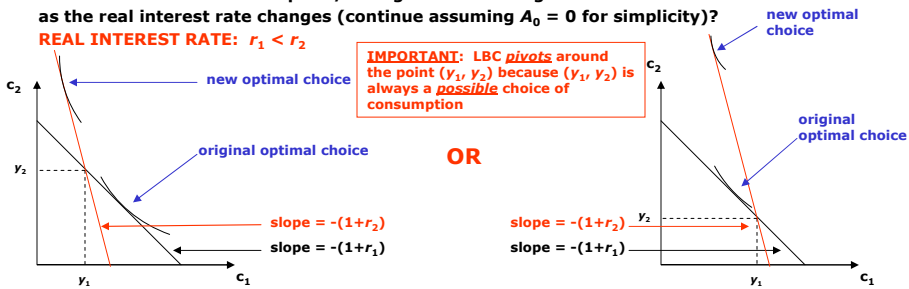 as the real interest rate changes (continue assuming A₀ = 0 for simplicity)?
REAL INTEREST RATE: r₁ < r₂
IMPORTANT: LBC pivots around
the point (y₁, y₂) because (y₁, y₂) is
always a possible choice of
consumption
c₂
new optimal choice
original optimal choice
y₂
slope = -(1+r₂)
slope = -(1+r₁)
y₁
c₁
OR
new optimal
choice
c₂
original
optimal choice
y₂
slope = -(1+r₂)
slope = -(1+r₁)
y₁
c₁